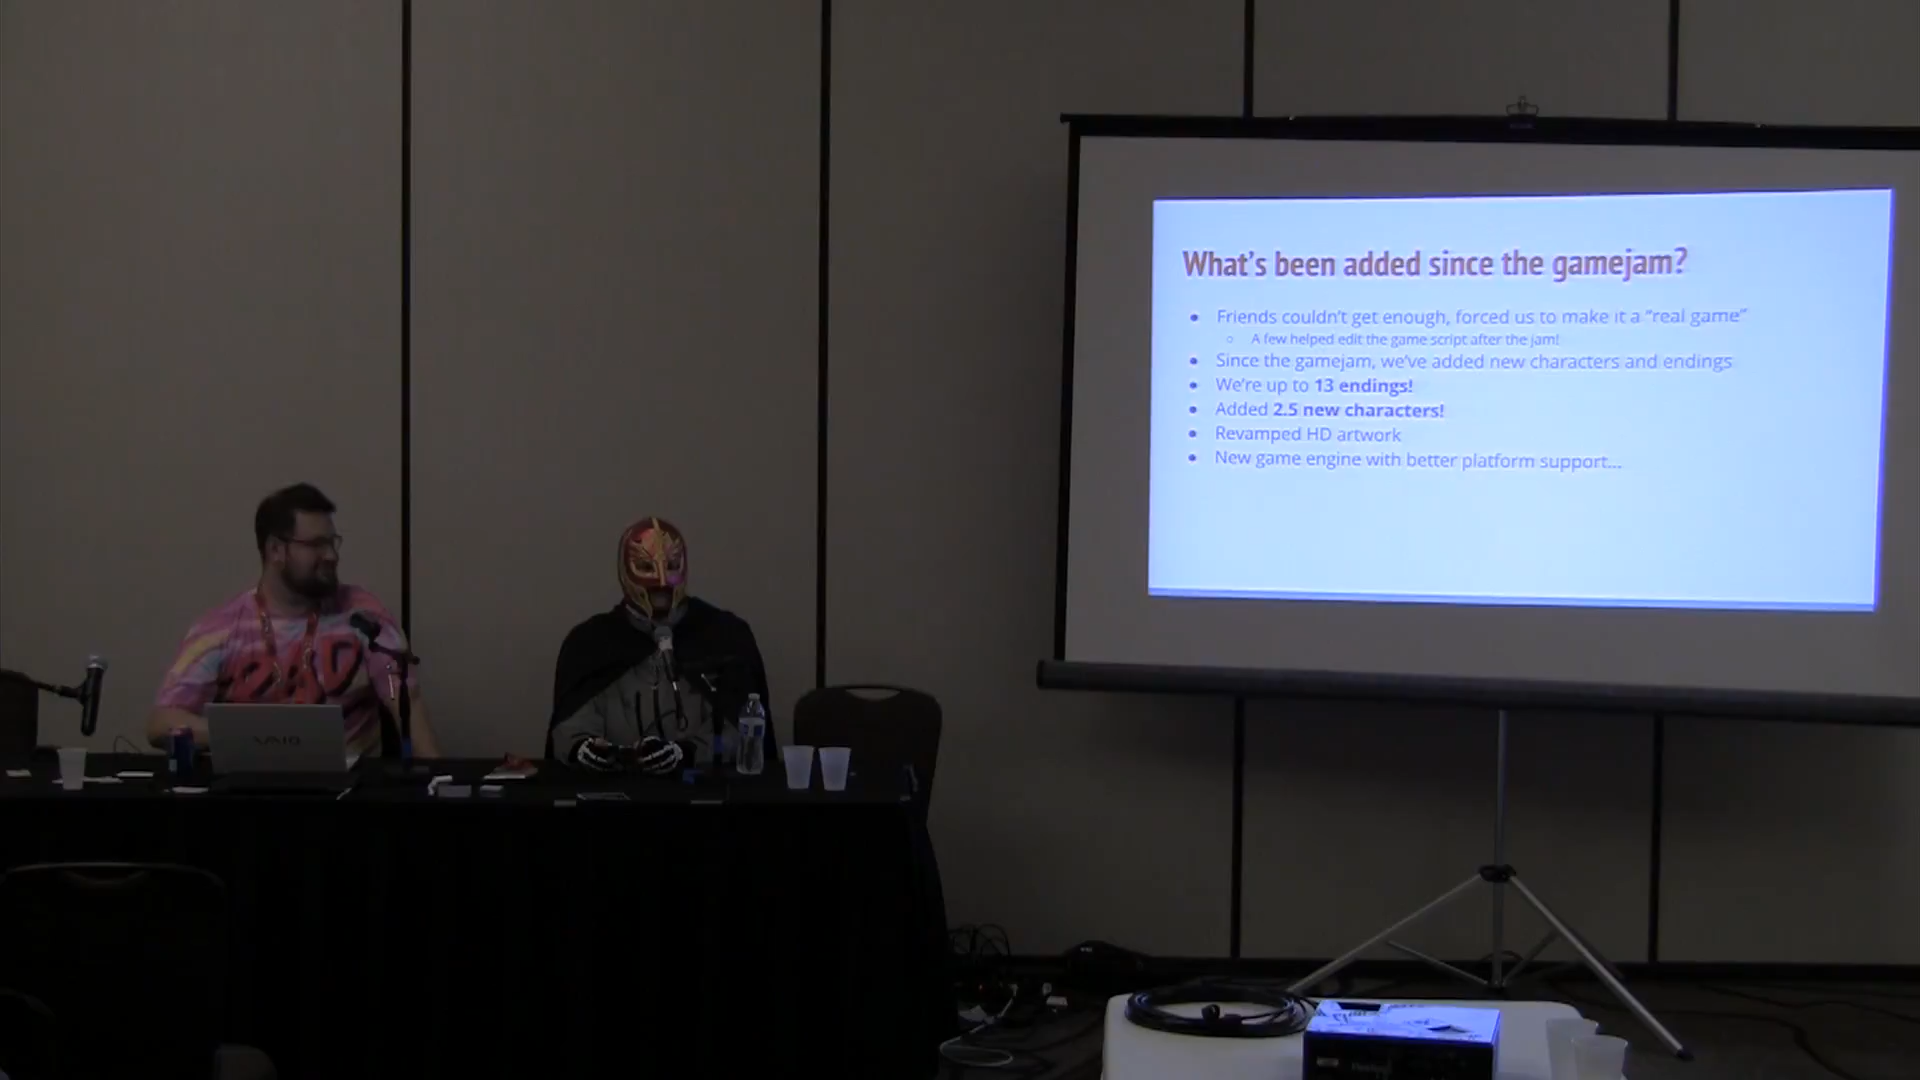 What's been added since the gamejam?
● Friends couldn't get enough, forced us to make it a "real game"
○ A few helped edit the game script after the jam!
● Since the gamejam, we've added new characters and endings
● We're up to 13 endings!
● Added 2.5 new characters!
● Revamped HD artwork
● New game engine with better platform support...
RAD
VAIO